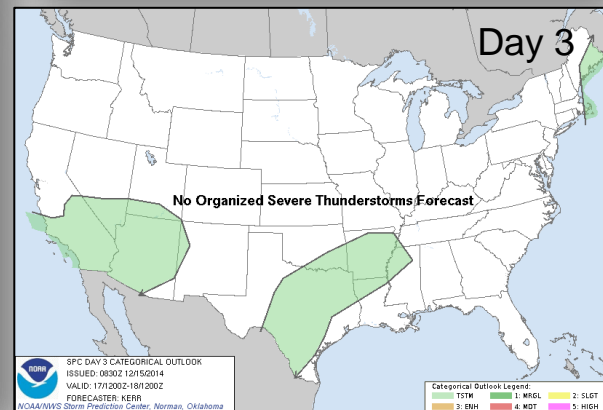 Day 3
No Organized Severe Thunderstorms Forecast
NOAA
SPC DAY 3 CATEGORICAL OUTLOOK
ISSUED: 0830Z 12/15/2014
VALID: 17/1200Z-18/1200Z
FORECASTER: KERR
NOAA/NWS Storm Prediction Center, Norman, Oklahoma
Categorical Outlook Legend:
TSTM 1: MRGL 2: SLGT
3: ENH 4: MDT 5: HIGH